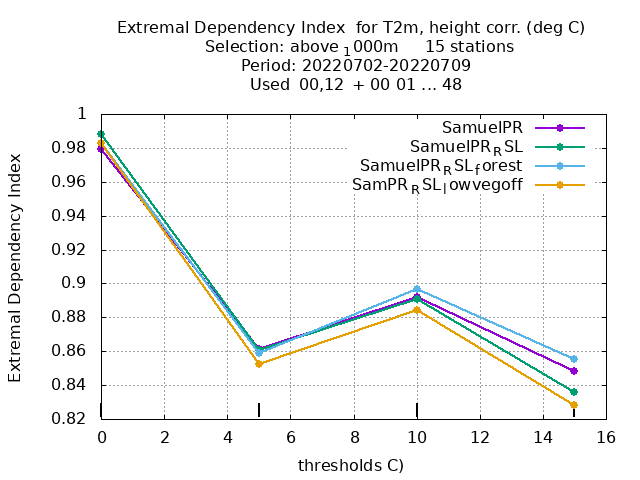 Extremal Dependency Index for T2m, height corr. (deg C)
Selection: above 1000m 15 stations
Period: 20220702-20220709
Used 00,12 + 00 01 ... 48
SamuelPR
SamuelPR_RSL
SamuelPR_RSL_forest
SamPR_RSL_lowvegoff
Extremal Dependency Index
1
0.98
0.96
0.94
0.92
0.9
0.88
0.86
0.84
0.82
0 2 4 6 8 10 12 14 16
thresholds C)